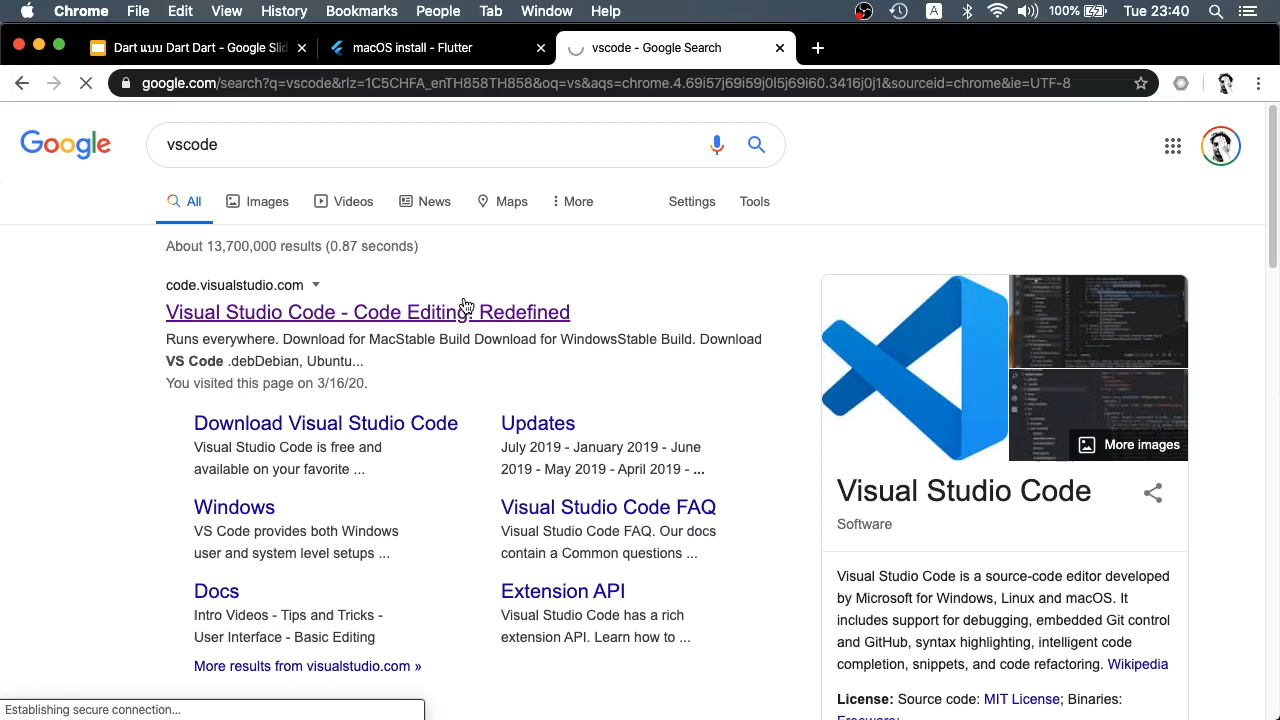 Chrome File Edit View History Bookmarks People Tab Window Help 100% Tue 23:40
Dart แบบ Dart Dart - Google Slid
macOS install - Flutter
vscode - Google Search
google.com/search?q=vscode&rlz=1C5CHFA_enTH858TH858&oq=vs&aqs=chrome.4.69i57j69i59j0l5j69i60.3416j0j1&sourceid=chrome&ie=UTF-8
Google
vscode
All Images Videos News Maps More Settings Tools
About 13,700,000 results (0.87 seconds)
code.visualstudio.com
Visual Studio Code - Code Editing. Redefined
Runs everywhere. Download for MacStable Build Download for WindowsStable Build. Download
VS Code .debDebian, Ubuntu ...
You visited this page on 3/16/20.
Download Visual Studio Code
Visual Studio Code is free and
available on your favorite ...
Updates
July 2019 - January 2019 - June
2019 - May 2019 - April 2019 - ...
Windows
VS Code provides both Windows
user and system level setups ...
Visual Studio Code FAQ
Visual Studio Code FAQ. Our docs
contain a Common questions ...
Docs
Intro Videos - Tips and Tricks -
User Interface - Basic Editing
Extension API
Visual Studio Code has a rich
extension API. Learn how to ...
More results from visualstudio.com »
More images
Visual Studio Code
Software
Visual Studio Code is a source-code editor developed
by Microsoft for Windows, Linux and macOS. It
includes support for debugging, embedded Git control
and GitHub, syntax highlighting, intelligent code
completion, snippets, and code refactoring. Wikipedia
License: Source code: MIT License; Binaries:
Freeware;
Establishing secure connection...